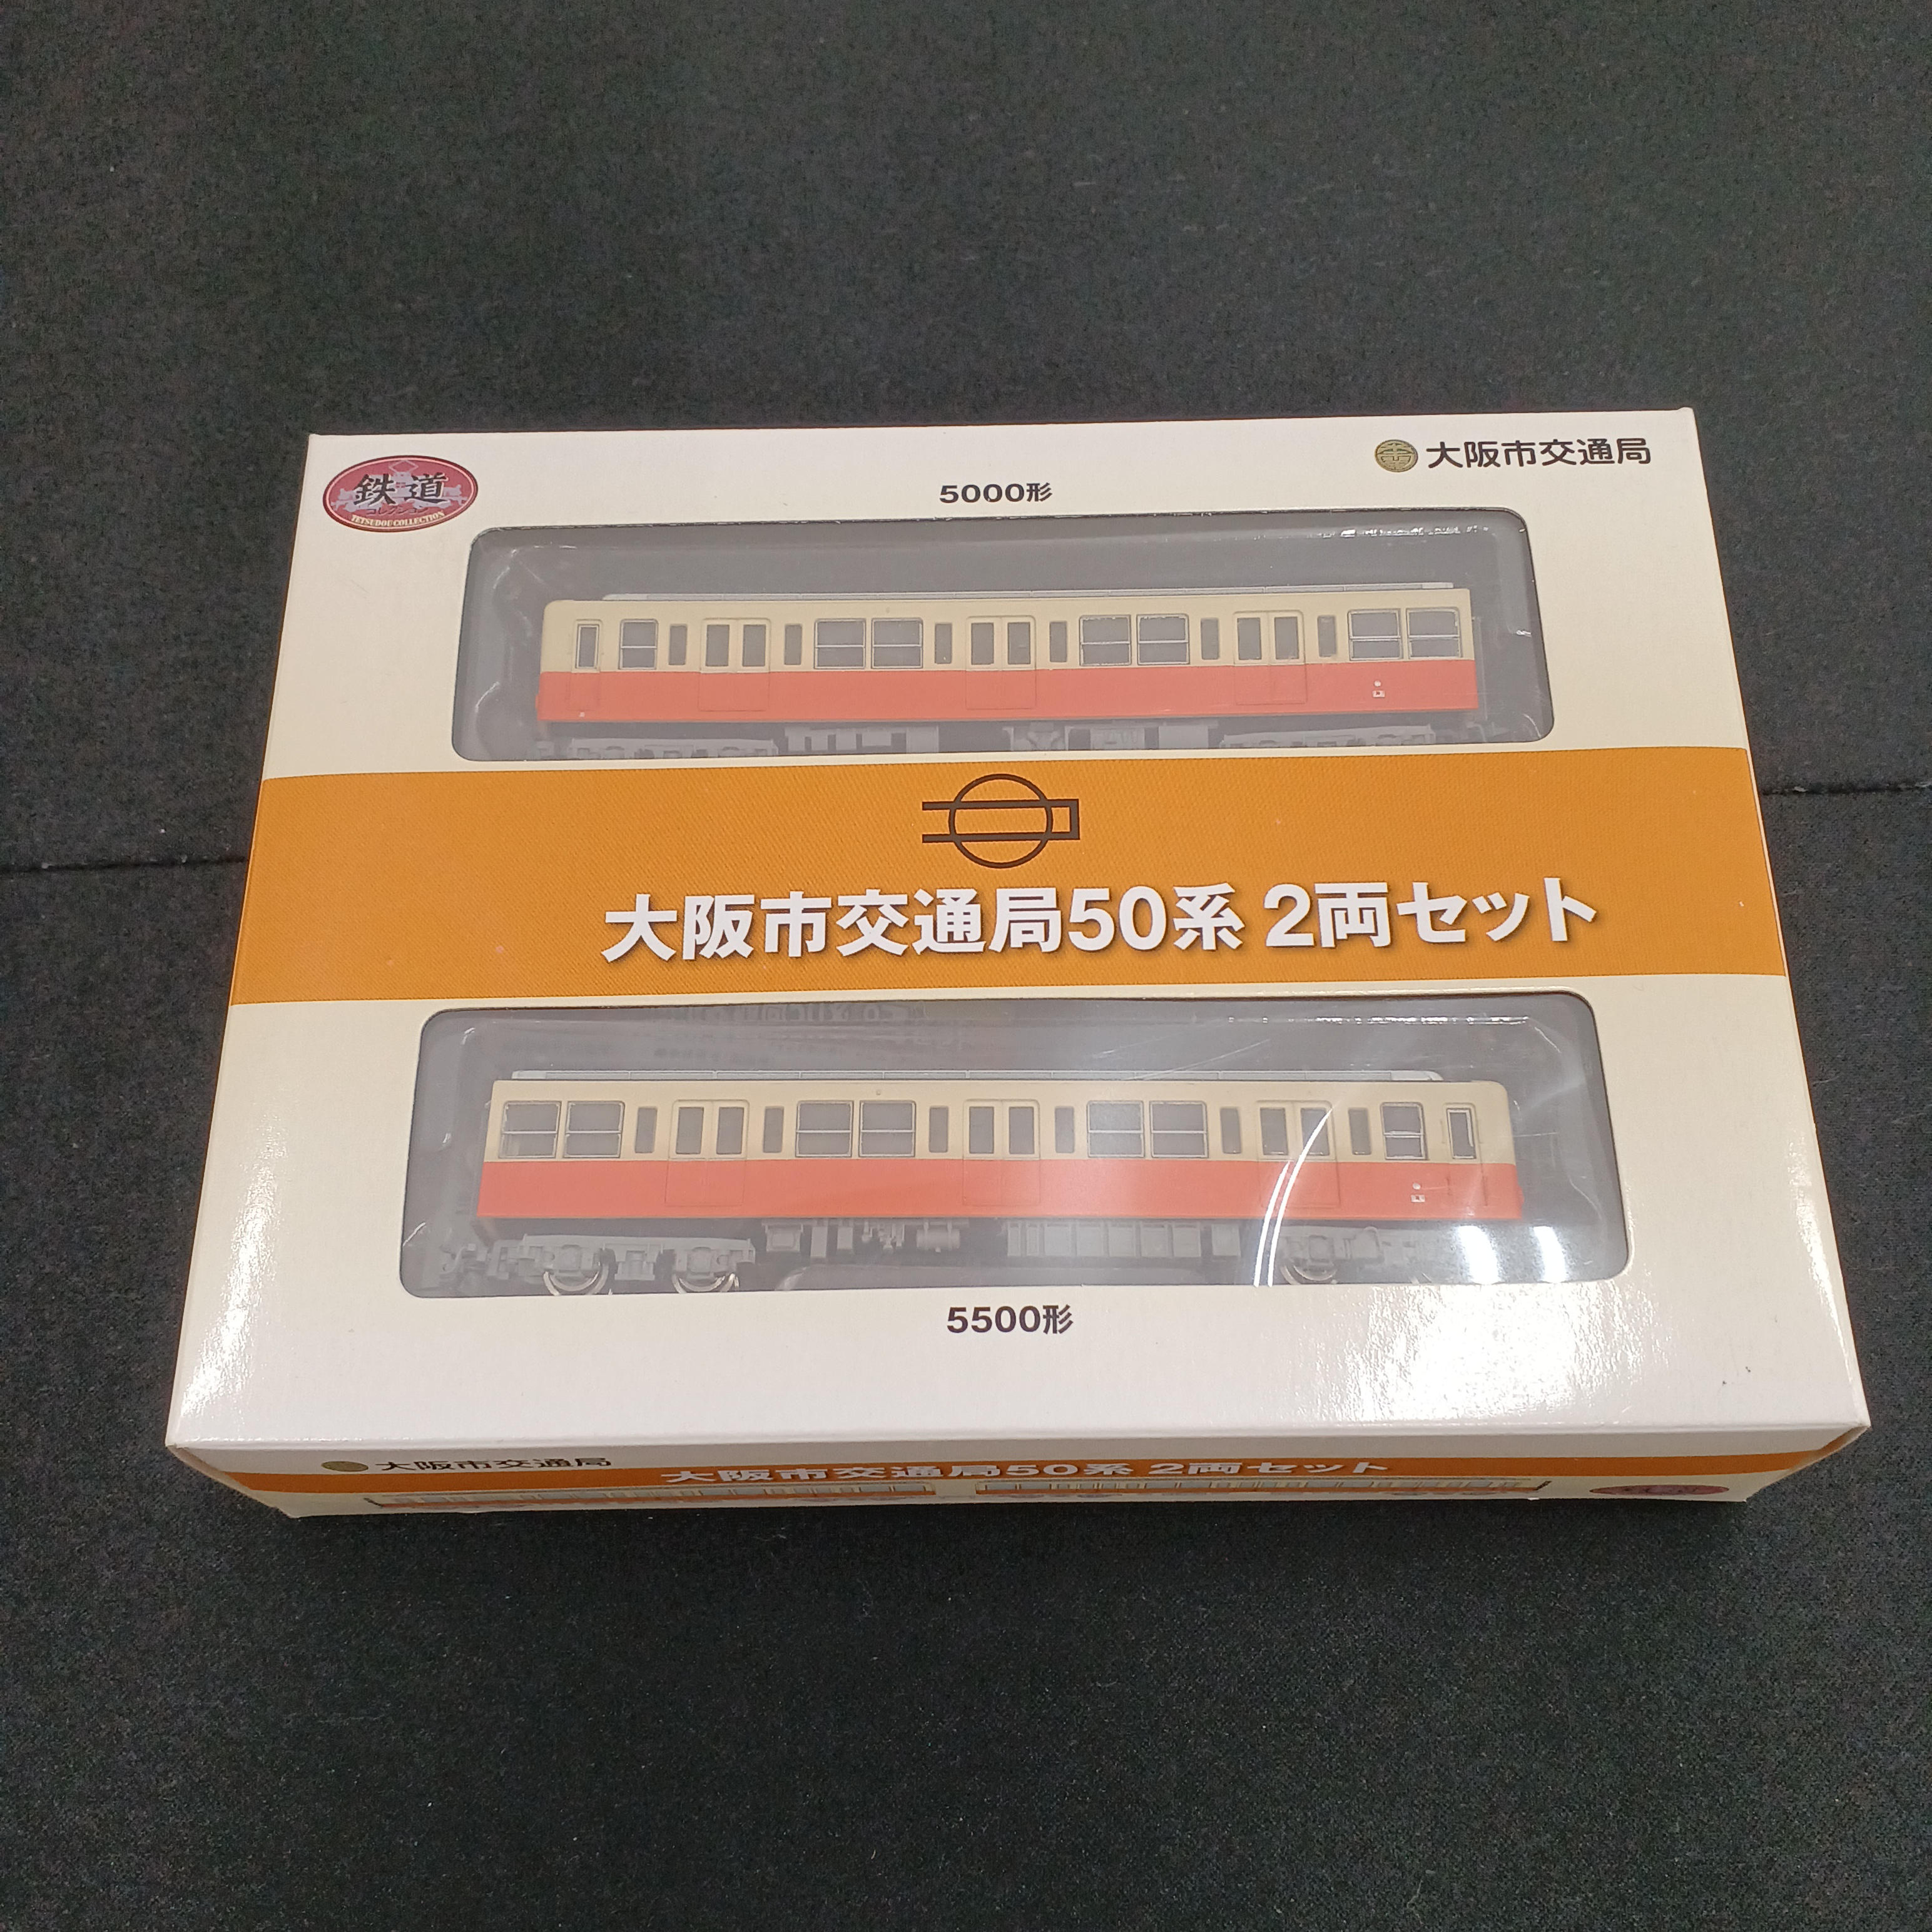 鉄道
コレクション
TETSUDOU COLLECTION
大阪市交通局
5000形
大阪市交通局50系 2両セット
5500形
大阪市交通局
大阪市交通局50系 2両セット